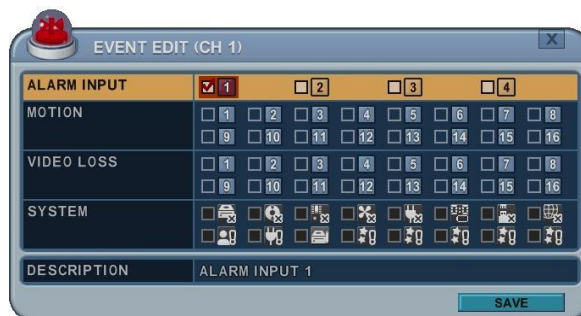 EVENT EDIT (CH 1)
X
ALARM INPUT 1 2 3 4
MOTION 1 2 3 4 5 6 7 8
9 10 11 12 13 14 15 16
VIDEO LOSS 1 2 3 4 5 6 7 8
9 10 11 12 13 14 15 16
SYSTEM
DESCRIPTION ALARM INPUT 1
SAVE